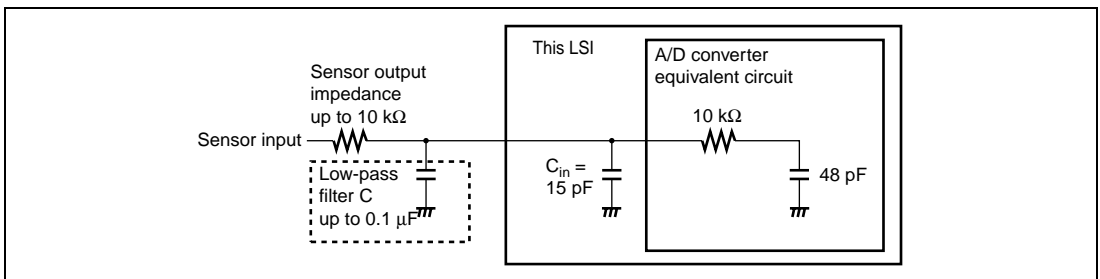 This LSI
A/D converter
equivalent circuit
Sensor output
impedance
up to 10 kΩ
10 kΩ
Sensor input
Low-pass
filter C
up to 0.1 μF
Cin =
15 pF
48 pF